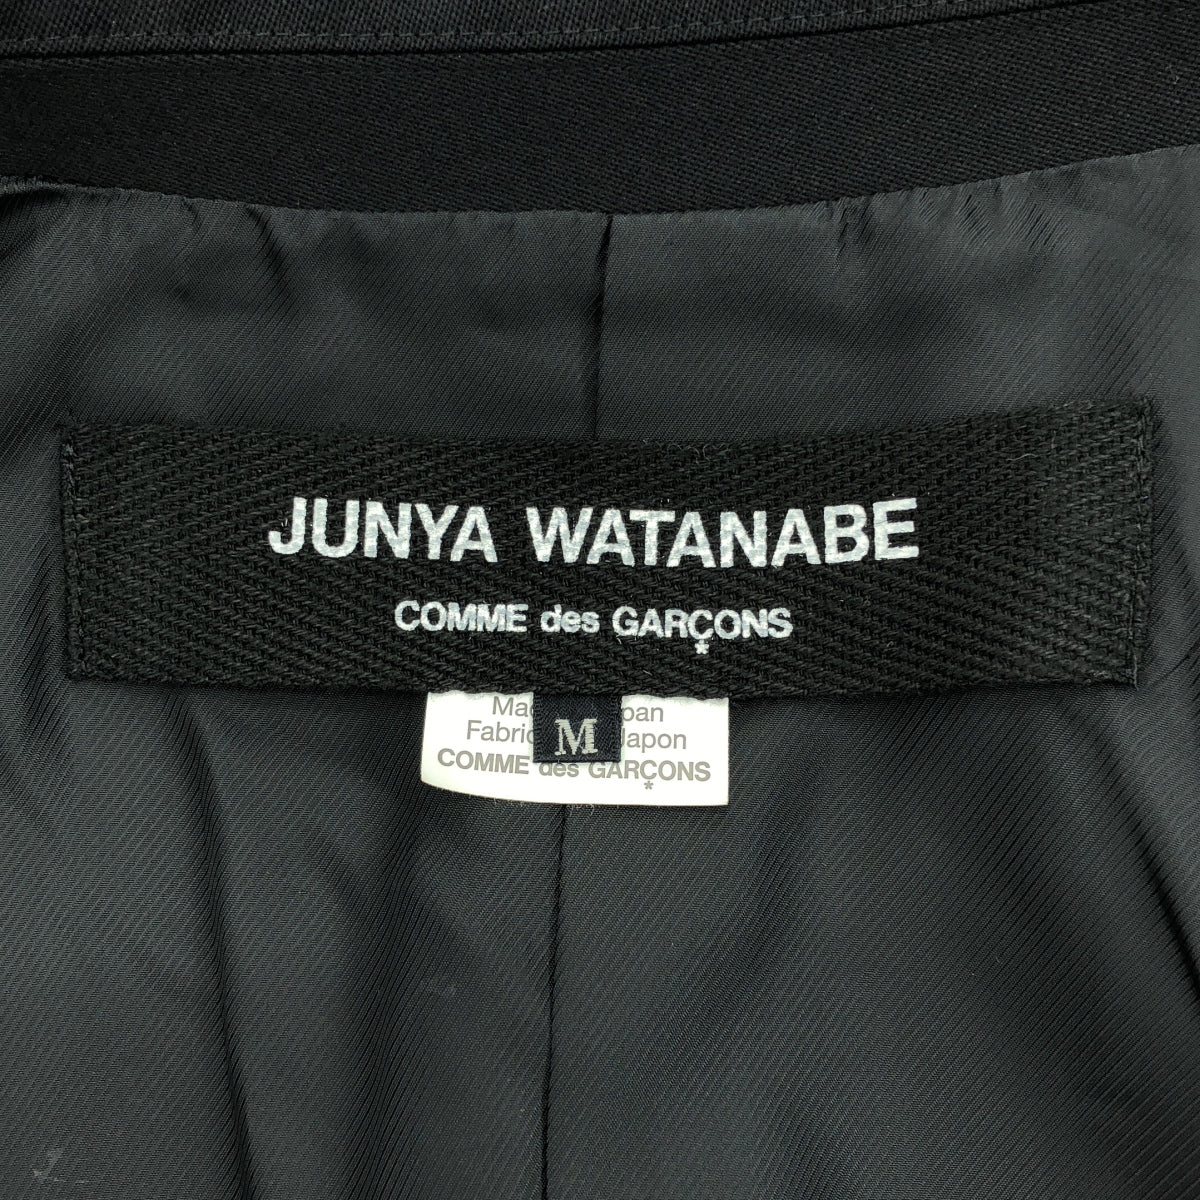 JUNYA WATANABE
COMME des GARÇONS
*
M
COMME des GARÇONS
*